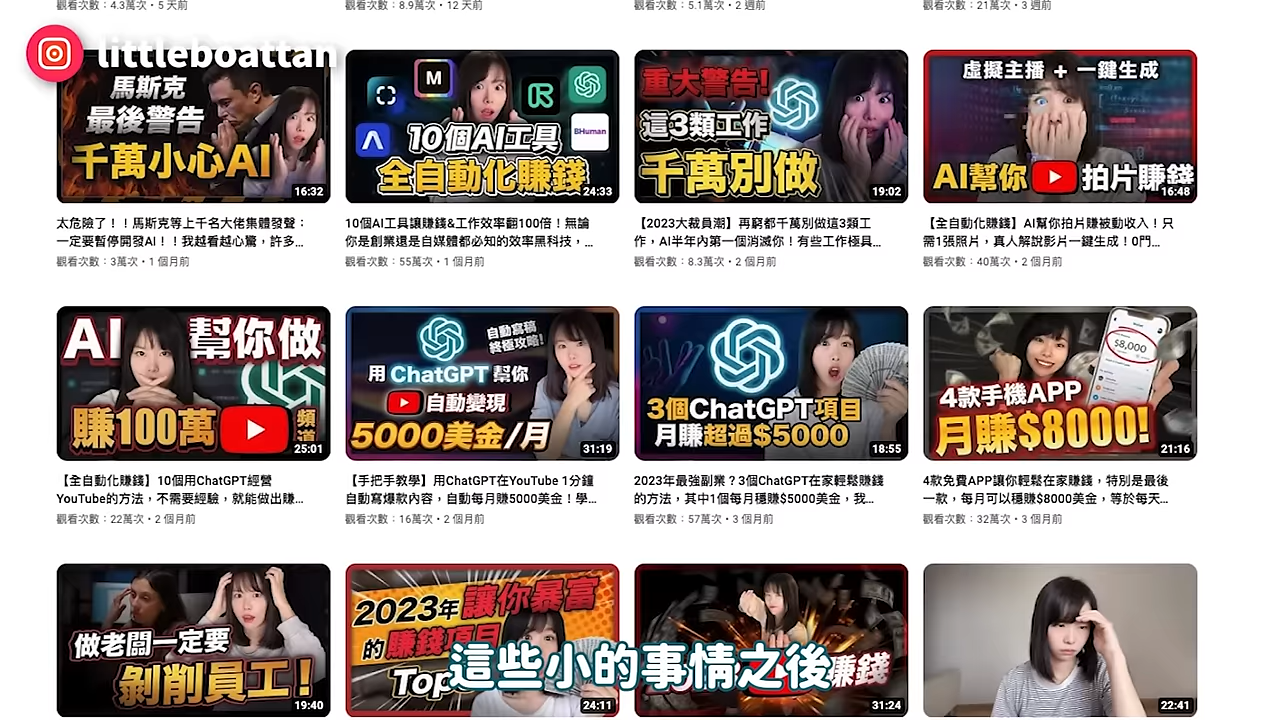 觀看次數：4.3萬次・5 天前
觀看次數：8.9萬次・12 天前
觀看次數：5.1萬次・2 週前
觀看次數：21萬次・3 週前
littleboattan
馬斯克
最後警告
千萬小心AI
16:32
M
BHuman
10個AI工具
全自動化賺錢
24:33
重大警告!
這3類工作
千萬別做
19:02
虛擬主播 + 一鍵生成
AI幫你
拍片賺錢
16:48
太危險了！！馬斯克等上千名大佬集體發聲：
一定要暫停開發AI！！我越看越心驚，許多...
觀看次數：3萬次・1 個月前
10個AI工具讓賺錢&工作效率翻100倍！無論
你是創業還是自媒體都必知的效率黑科技，...
觀看次數：55萬次・1 個月前
【2023大裁員潮】再窮都千萬別做這3類工
作，AI半年內第一個消滅你！有些工作極具...
觀看次數：8.3萬次・2 個月前
【全自動化賺錢】AI幫你拍片賺被動收入！只
需1張照片，真人解說影片一鍵生成！0門...
觀看次數：40萬次・2 個月前
AI 幫你做
賺100萬
頻道
25:01
自動寫稿
終極攻略!
用 ChatGPT 幫你
自動變現
5000美金/月
31:19
3個ChatGPT項目
月賺超過$5000
18:55
$8,000
4款手機APP
月賺$8000!
21:16
【全自動化賺錢】10個用ChatGPT經營
YouTube的方法，不需要經驗，就能做出賺...
觀看次數：22萬次・2 個月前
【手把手教學】用ChatGPT在YouTube 1分鐘
自動寫爆款內容，自動每月賺5000美金！學...
觀看次數：16萬次・2 個月前
2023年最強副業？3個ChatGPT在家輕鬆賺錢
的方法，其中1個每月穩賺$5000美金，我...
觀看次數：57萬次・3 個月前
4款免費APP讓你輕鬆在家賺錢，特別是最後
一款，每月可以穩賺$8000美金，等於每天...
觀看次數：32萬次・3 個月前
做老闆一定要
剝削員工！
19:40
2023年讓你暴富
的賺錢項目
Top
24:11
賺錢
31:24
22:41
這些小的事情之後